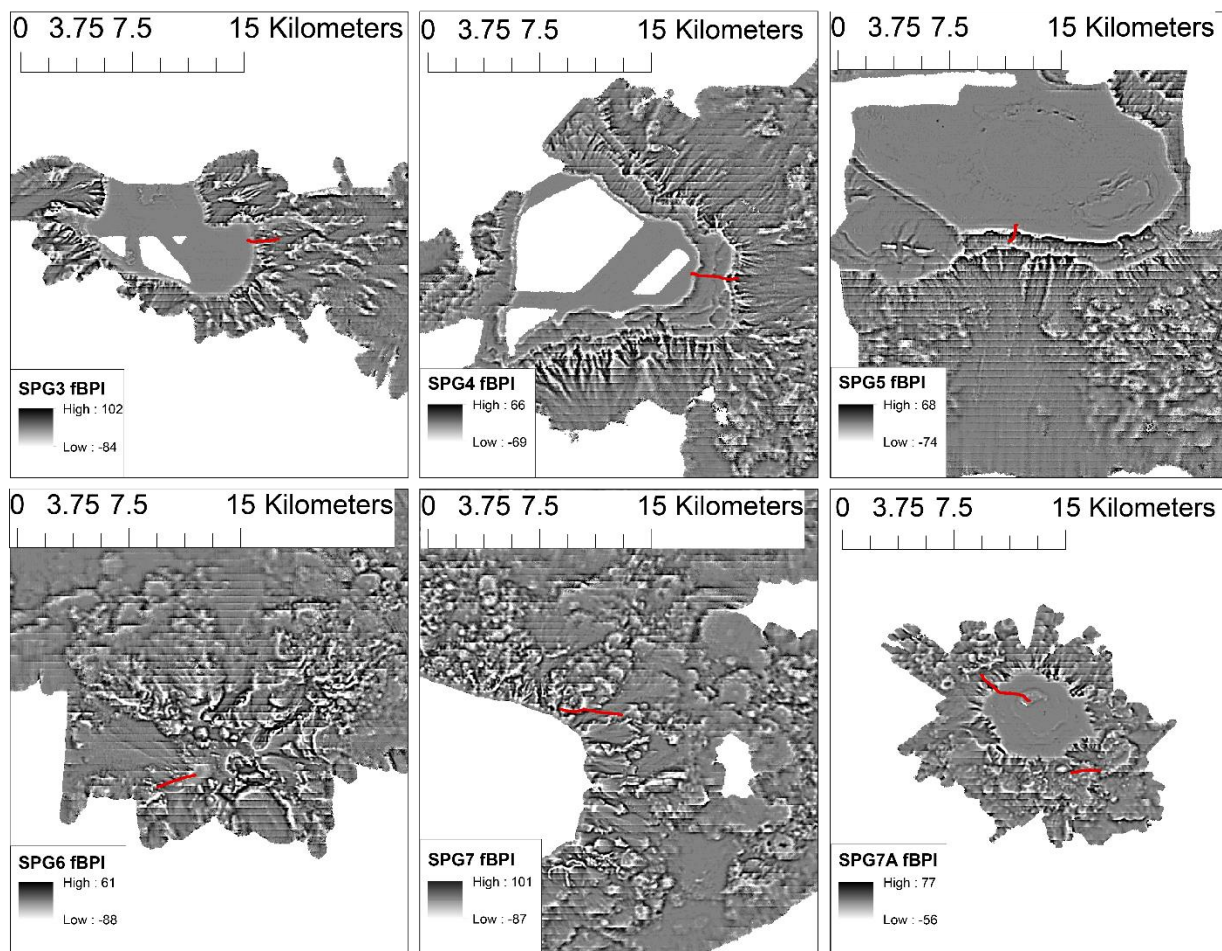 0 3.75 7.5 15 Kilometers
SPG3 fBPI
High : 102
Low : -84
0 3.75 7.5 15 Kilometers
SPG4 fBPI
High : 66
Low : -69
0 3.75 7.5 15 Kilometers
SPG5 fBPI
High : 68
Low : -74
0 3.75 7.5 15 Kilometers
SPG6 fBPI
High : 61
Low : -88
0 3.75 7.5 15 Kilometers
SPG7 fBPI
High : 101
Low : -87
0 3.75 7.5 15 Kilometers
SPG7A fBPI
High : 77
Low : -56